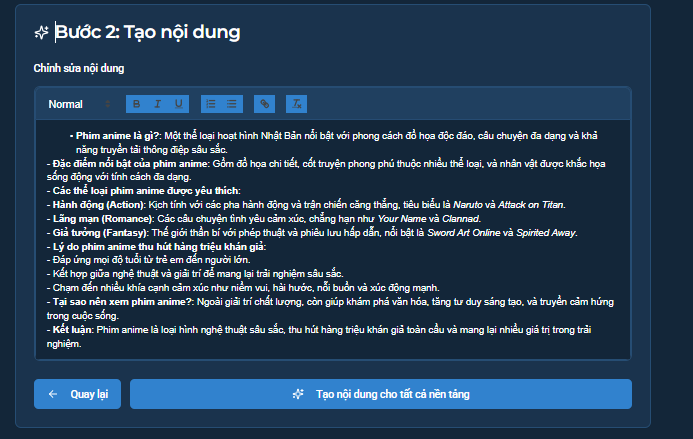 Bước 2: Tạo nội dung
Chỉnh sửa nội dung
Normal
B I U
• Phim anime là gì?: Một thể loại hoạt hình Nhật Bản nổi bật với phong cách đồ họa độc đáo, câu chuyện đa dạng và khả
năng truyền tải thông điệp sâu sắc.
- Đặc điểm nổi bật của phim anime: Gồm đồ họa chi tiết, cốt truyện phong phú thuộc nhiều thể loại, và nhân vật được khắc họa
sống động với tính cách đa dạng.
- Các thể loại phim anime được yêu thích:
- Hành động (Action): Kịch tính với các pha hành động và trận chiến căng thẳng, tiêu biểu là Naruto và Attack on Titan.
- Lãng mạn (Romance): Các câu chuyện tình yêu cảm xúc, chẳng hạn như Your Name và Clannad.
- Giả tưởng (Fantasy): Thế giới thần bí với phép thuật và phiêu lưu hấp dẫn, nổi bật là Sword Art Online và Spirited Away.
- Lý do phim anime thu hút hàng triệu khán giả:
- Đáp ứng mọi độ tuổi từ trẻ em đến người lớn.
- Kết hợp giữa nghệ thuật và giải trí để mang lại trải nghiệm sâu sắc.
- Chạm đến nhiều khía cạnh cảm xúc như niềm vui, hài hước, nỗi buồn và xúc động mạnh.
- Tại sao nên xem phim anime?: Ngoài giải trí chất lượng, còn giúp khám phá văn hóa, tăng tư duy sáng tạo, và truyền cảm hứng
trong cuộc sống.
- Kết luận: Phim anime là loại hình nghệ thuật sâu sắc, thu hút hàng triệu khán giả toàn cầu và mang lại nhiều giá trị trong trải
nghiệm.
Quay lại
Tạo nội dung cho tất cả nền tảng